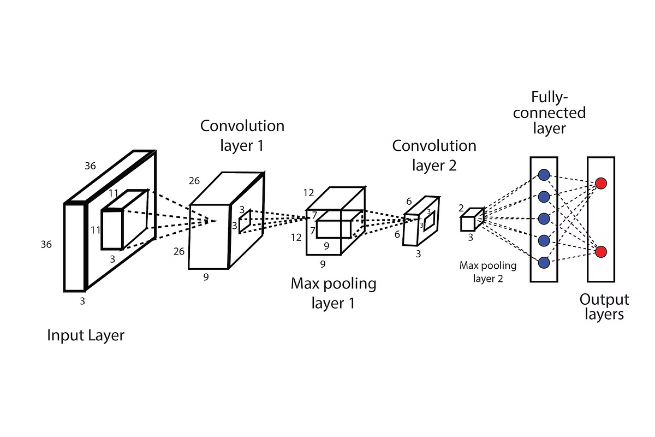 Fully-
connected
layer
Convolution
layer 1
Convolution
layer 2
36
11
36
11
3
3
Input Layer
26
3
3
26
9
12
7
7
12
9
9
Max pooling
layer 1
6
3
3
6
3
2
3
Max pooling
layer 2
Output
layers